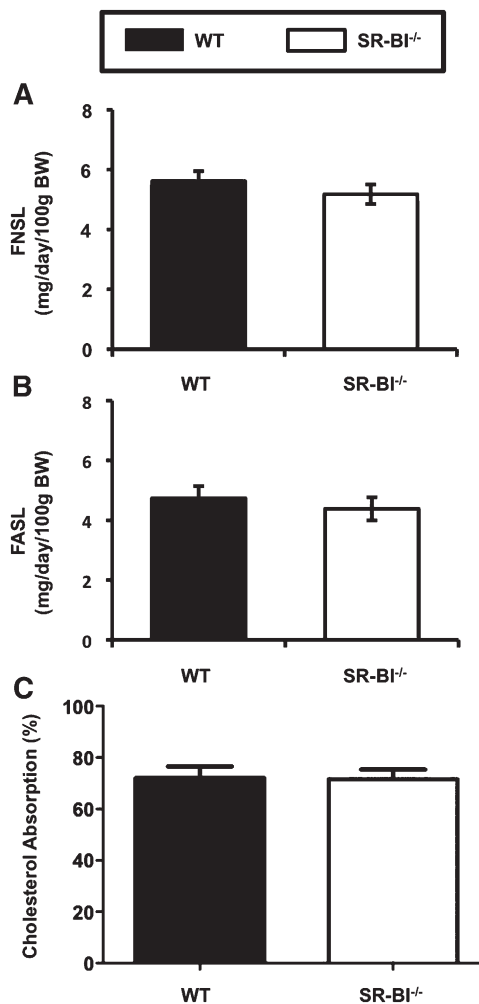 WT SR-BI-/-
A
8
6
4
2
0
FNSL
(mg/day/100g BW)
WT SR-BI-/-
B
8
6
4
2
0
FASL
(mg/day/100g BW)
WT SR-BI-/-
C
100
80
60
40
20
0
Cholesterol Absorption (%)
WT SR-BI-/-